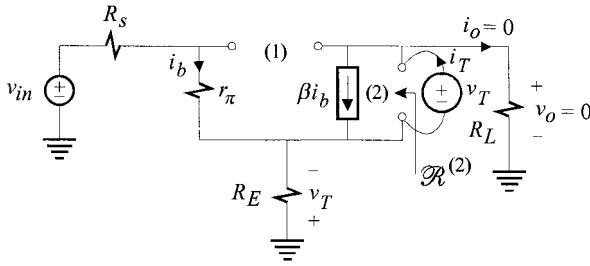 R_s
(1)
i_o = 0
i_b
i_T
v_in
r_π
βi_b
(2)
v_T
+
v_o = 0
−
R_L
ℛ^(2)
R_E
−
v_T
+